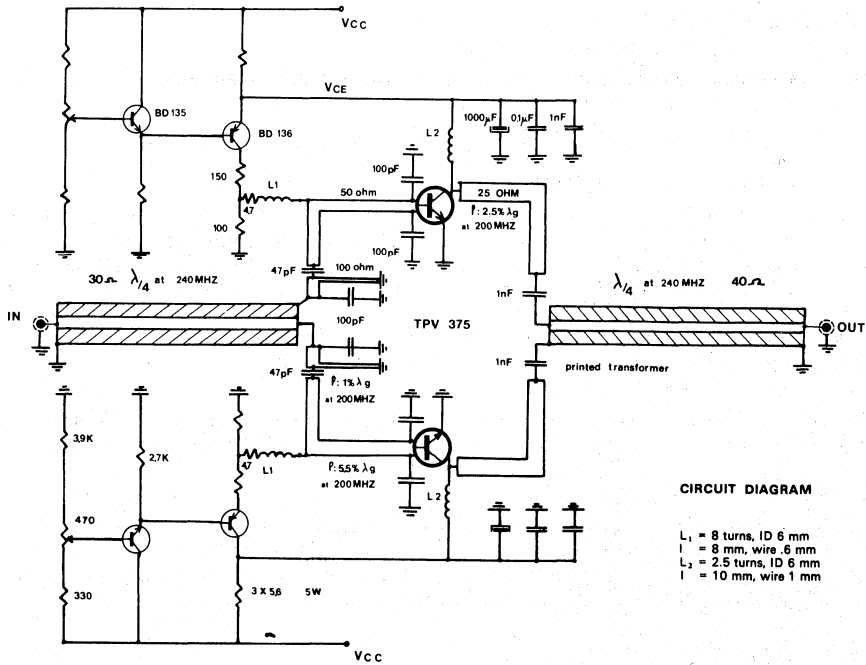 VCC
VCE
BD 135
BD 136
150
L1
4,7
100
L2
1000μF
0,1μF
1nF
100pF
50 ohm
25 OHM
ℓ: 2.5% λg
at 200MHZ
100pF
47pF
100 ohm
30Ω λ/4 at 240MHZ
1nF
λ/4 at 240MHZ 40Ω
IN
100pF
TPV 375
OUT
47pF
ℓ: 1% λg
at 200MHZ
1nF
printed transformer
3,9K
2,7K
4,7
L1
ℓ: 5,5% λg
at 200MHZ
L2
470
330
3 X 5,6 5W
VCC
CIRCUIT DIAGRAM
L1 = 8 turns, ID 6 mm
l = 8 mm, wire .6 mm
L2 = 2.5 turns, ID 6 mm
l = 10 mm, wire 1 mm